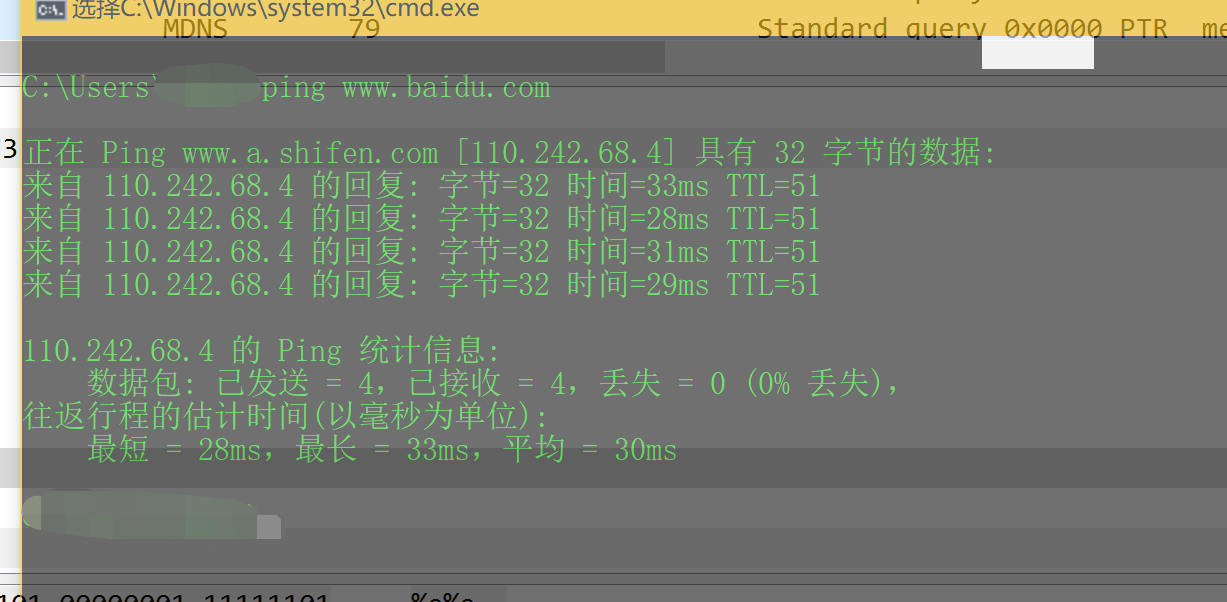 选择C:\Windows\system32\cmd.exe
MDNS 79 Standard query 0x0000 PTR
C:\Users\ ping www.baidu.com
3
正在 Ping www.a.shifen.com [110.242.68.4] 具有 32 字节的数据:
来自 110.242.68.4 的回复: 字节=32 时间=33ms TTL=51
来自 110.242.68.4 的回复: 字节=32 时间=28ms TTL=51
来自 110.242.68.4 的回复: 字节=32 时间=31ms TTL=51
来自 110.242.68.4 的回复: 字节=32 时间=29ms TTL=51
110.242.68.4 的 Ping 统计信息:
数据包: 已发送 = 4，已接收 = 4，丢失 = 0 (0% 丢失)，
往返行程的估计时间(以毫秒为单位):
最短 = 28ms，最长 = 33ms，平均 = 30ms